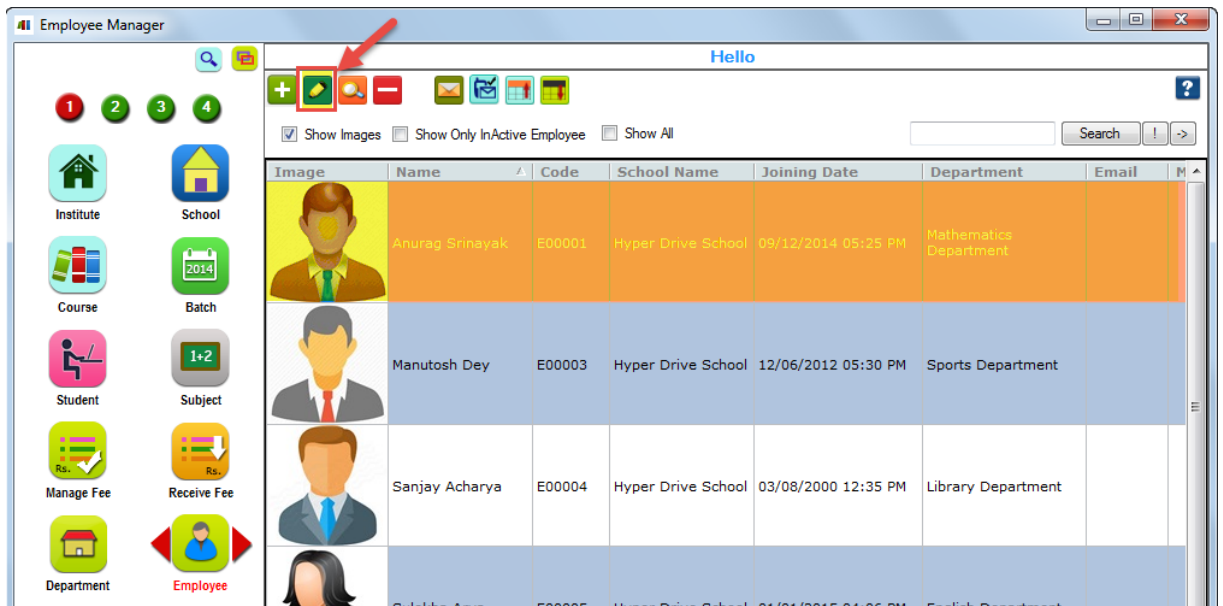 Employee Manager
Hello
1 2 3 4
Show Images Show Only InActive Employee Show All Search ! ->
Institute School
2014
Course Batch
1+2
Student Subject
Rs. Rs.
Manage Fee Receive Fee
Department Employee
Image Name Code School Name Joining Date Department Email M
Anurag Srinayak E00001 Hyper Drive School 09/12/2014 05:25 PM Mathematics
Department
Manutosh Dey E00003 Hyper Drive School 12/06/2012 05:30 PM Sports Department
Sanjay Acharya E00004 Hyper Drive School 03/08/2000 12:35 PM Library Department